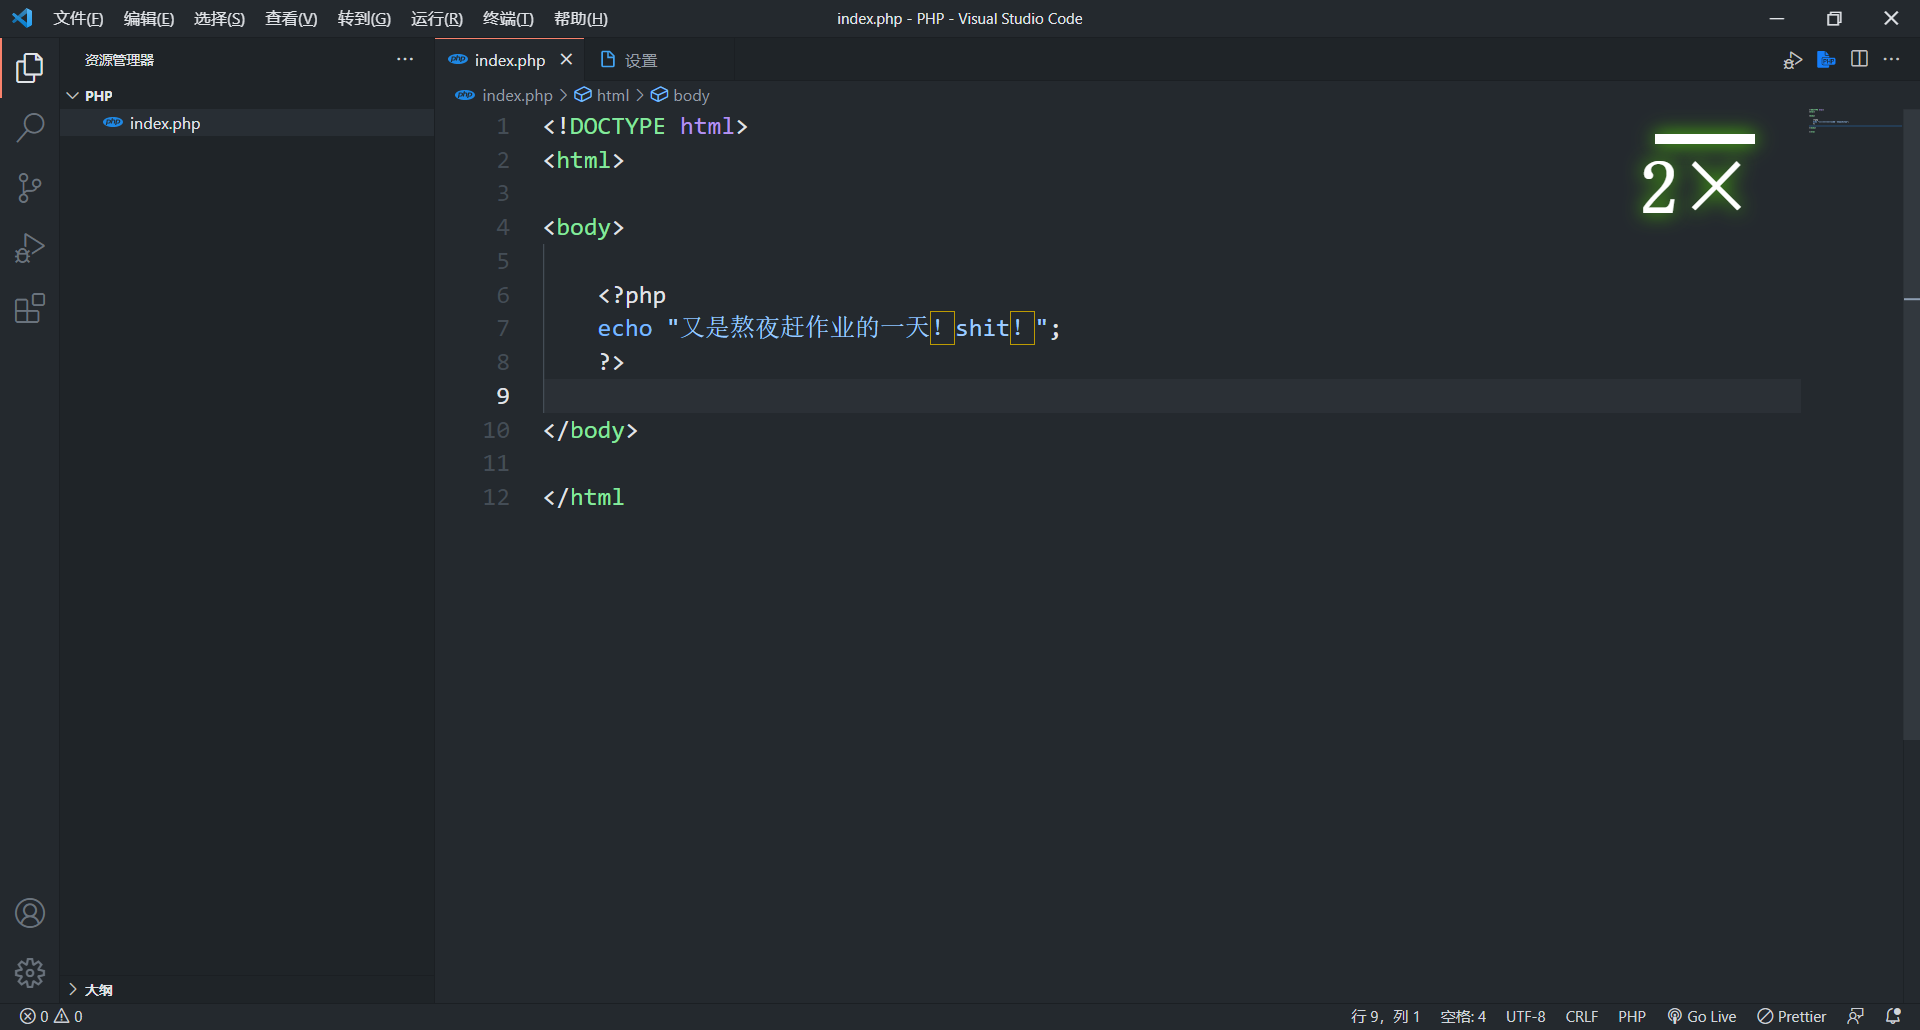 文件(F) 编辑(E) 选择(S) 查看(V) 转到(G) 运行(R) 终端(T) 帮助(H) index.php - PHP - Visual Studio Code
资源管理器 ···
PHP
index.php
index.php × 设置
index.php > html > body
1 <!DOCTYPE html>
2 <html>
3
4 <body>
5
6 <?php
7 echo "又是熬夜赶作业的一天！shit！";
8 ?>
9
10 </body>
11
12 </html
2×
大纲
0 0 行 9，列 1 空格: 4 UTF-8 CRLF PHP Go Live Prettier